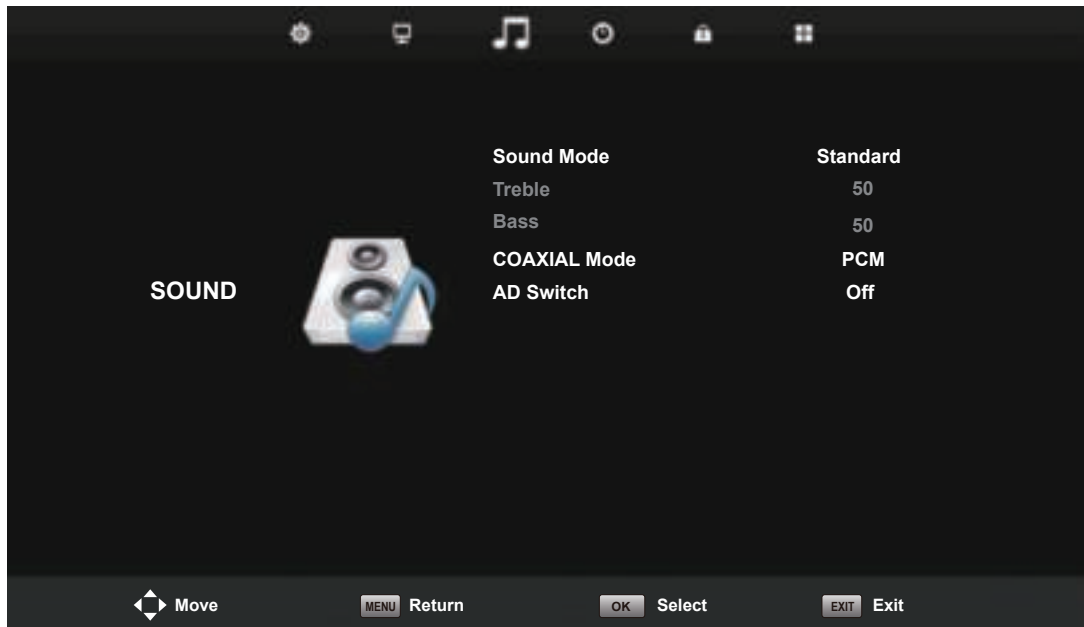 Sound Mode Standard
Treble 50
Bass 50
COAXIAL Mode PCM
SOUND
AD Switch Off
Move MENU Return OK Select EXIT Exit